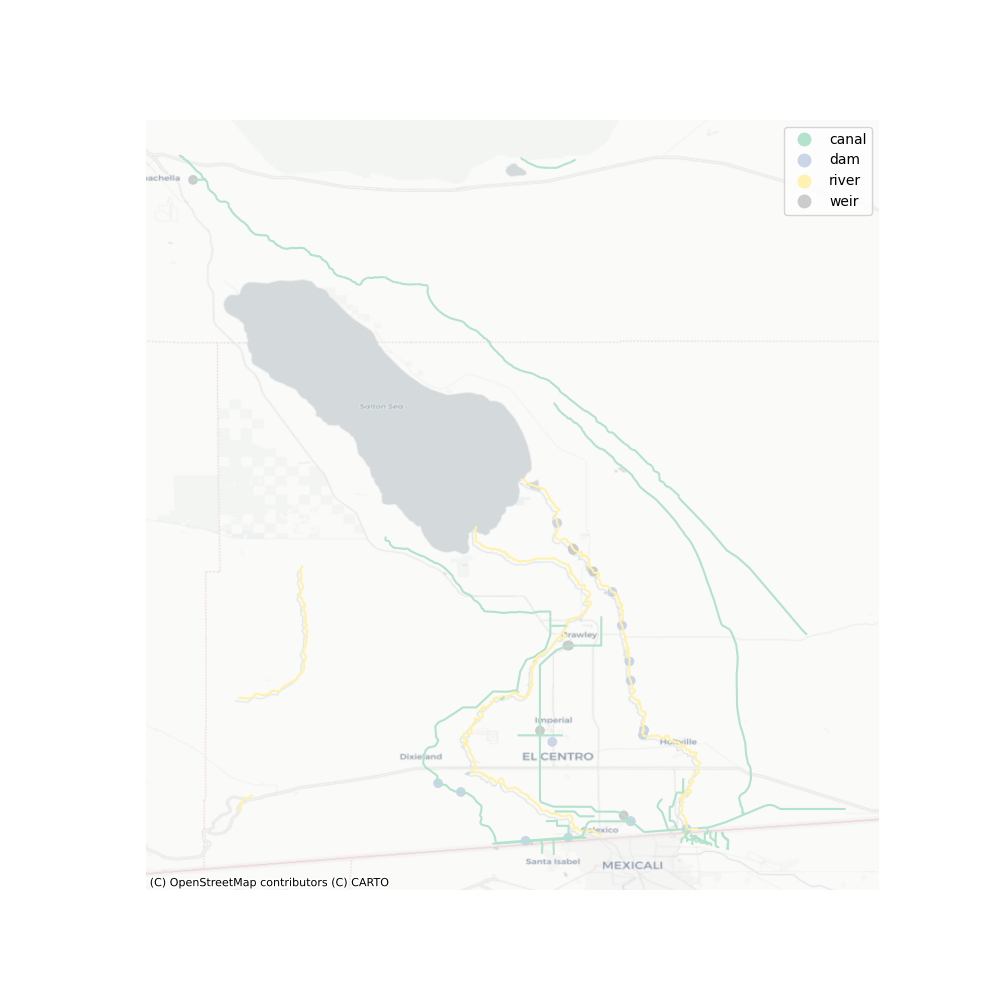 canal
dam
river
weir
oachella
Salton Sea
Brawley
Imperial
EL CENTRO
Holtville
Dixieland
Calexico
Santa Isabel
MEXICALI
(C) OpenStreetMap contributors (C) CARTO